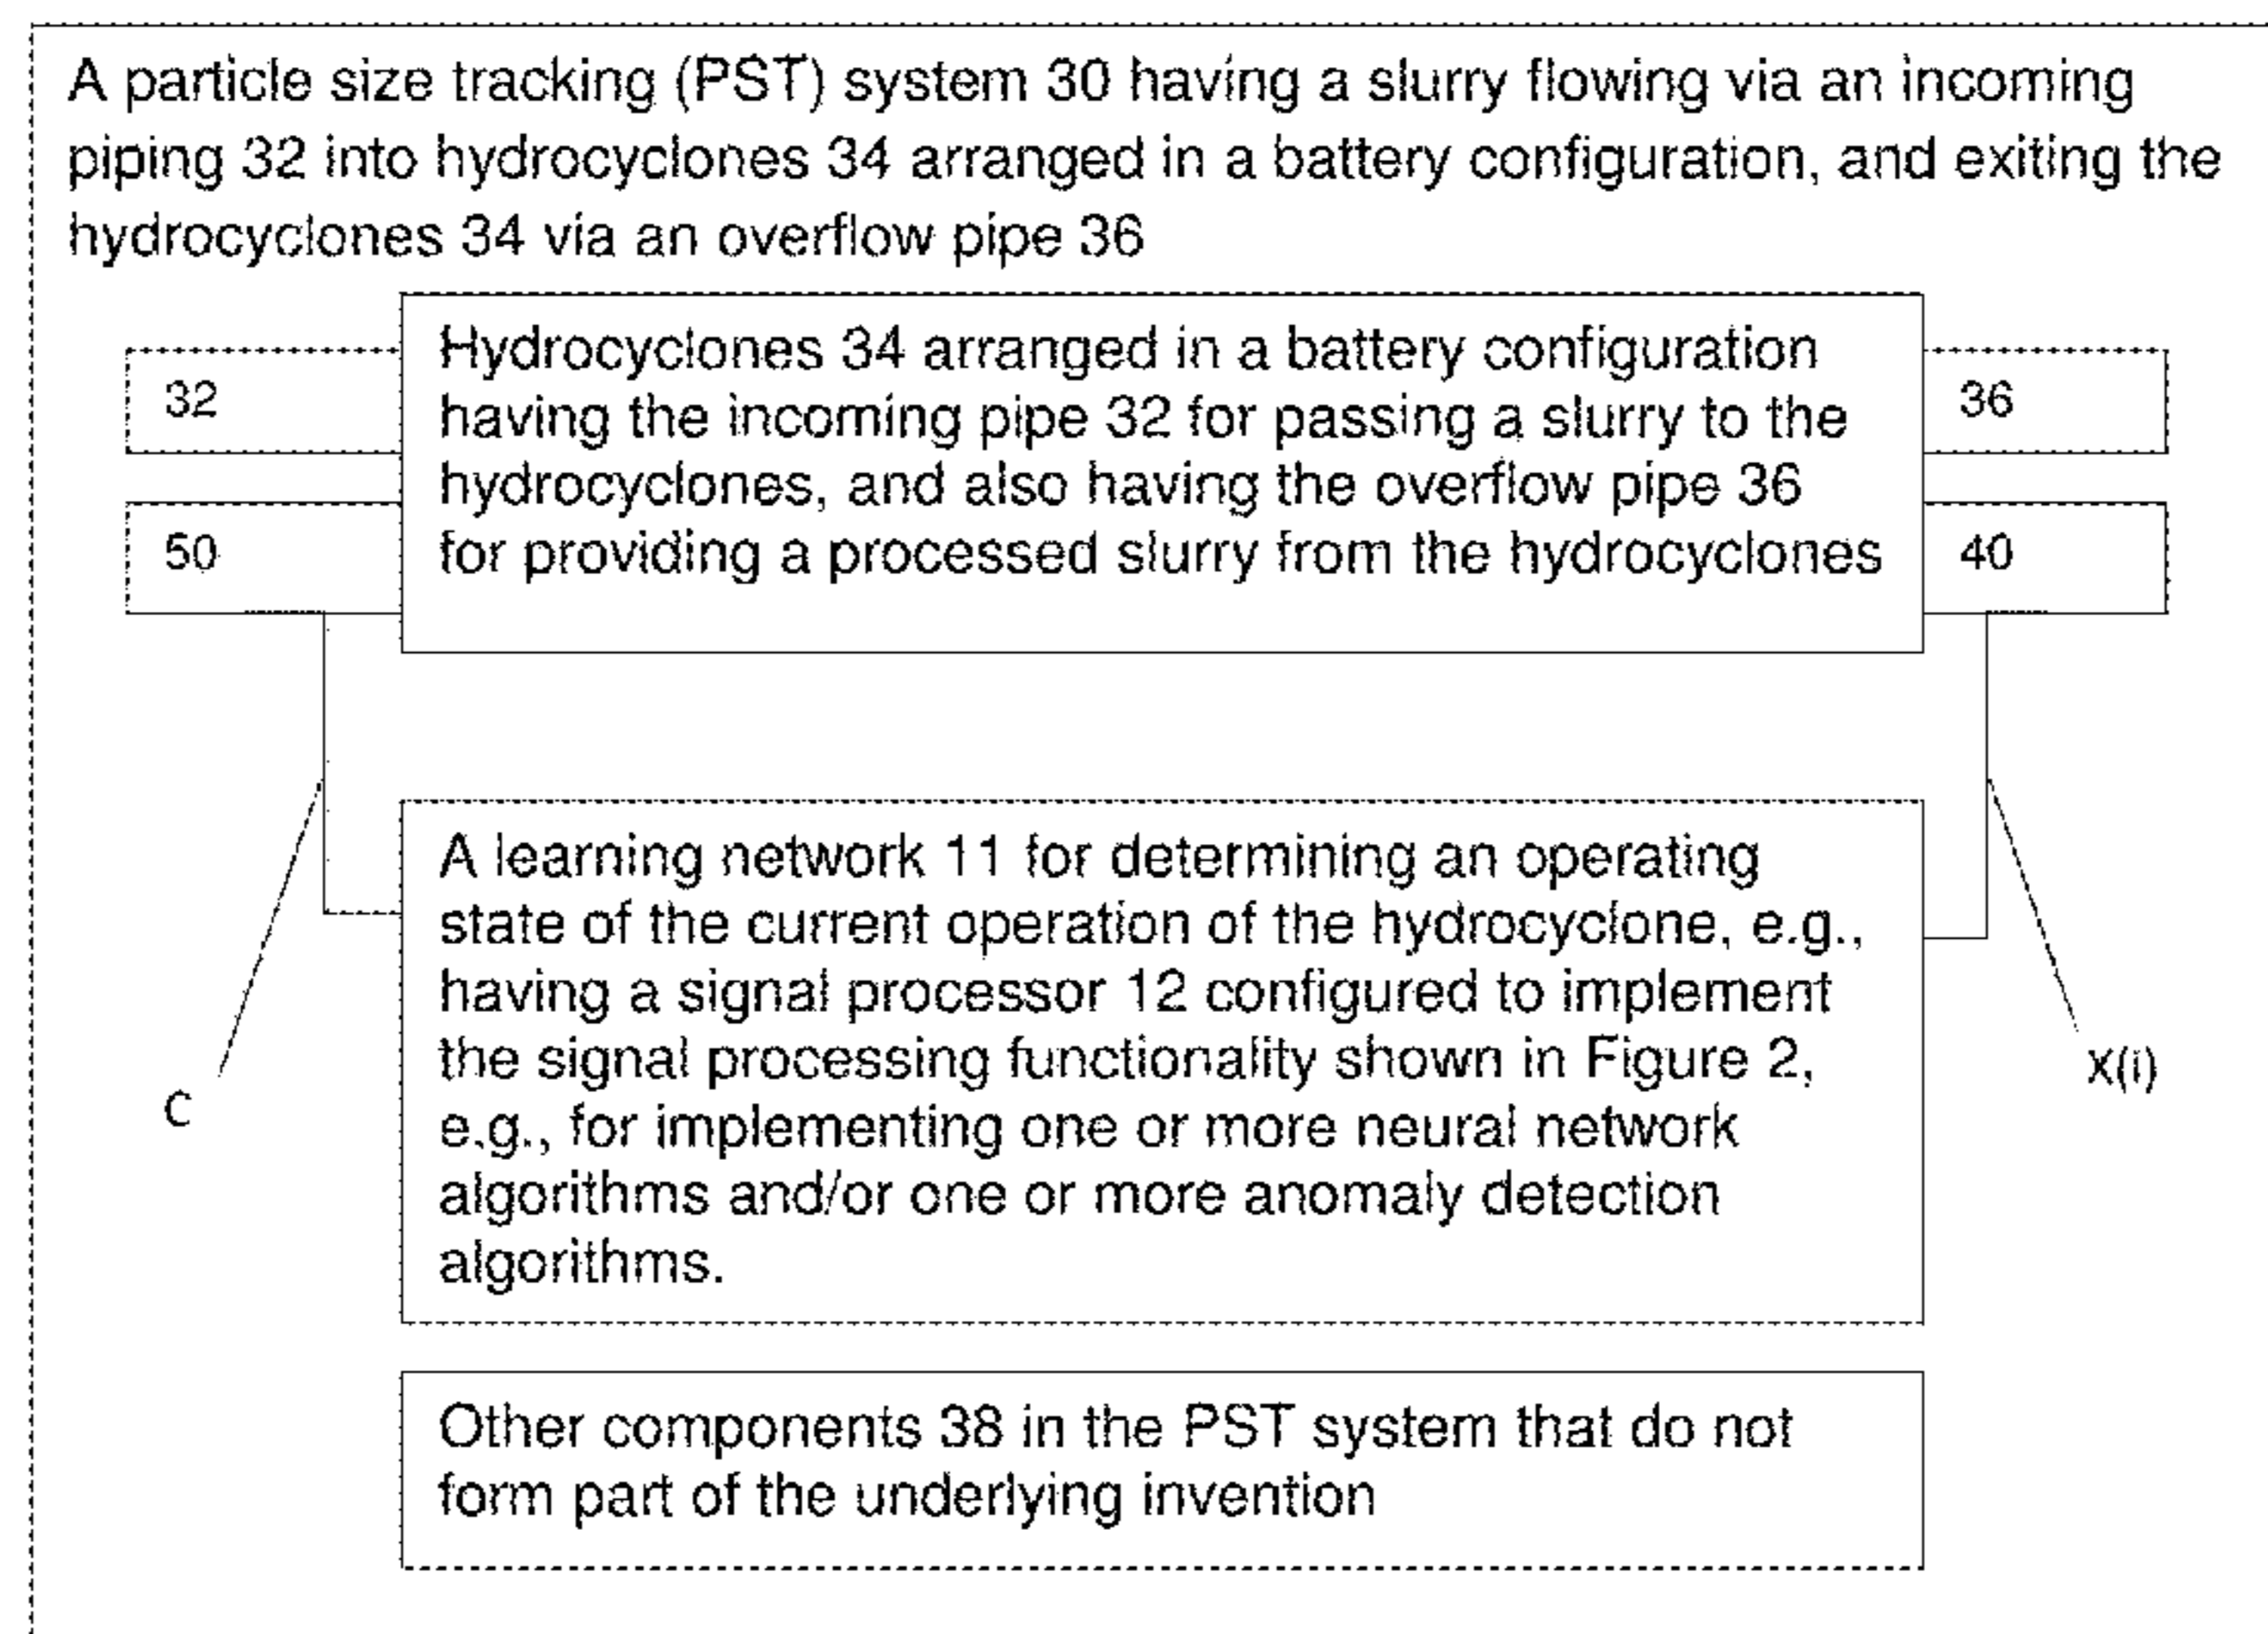 A particle size tracking (PST) system 30 having a slurry flowing via an incoming
piping 32 into hydrocyclones 34 arranged in a battery configuration, and exiting the
hydrocyclones 34 via an overflow pipe 36
32
50
Hydrocyclones 34 arranged in a battery configuration
having the incoming pipe 32 for passing a slurry to the
hydrocyclones, and also having the overflow pipe 36
for providing a processed slurry from the hydrocyclones
36
40
A learning network 11 for determining an operating
state of the current operation of the hydrocyclone, e.g.,
having a signal processor 12 configured to implement
the signal processing functionality shown in Figure 2,
e.g., for implementing one or more neural network
algorithms and/or one or more anomaly detection
algorithms.
C
X(i)
Other components 38 in the PST system that do not
form part of the underlying invention